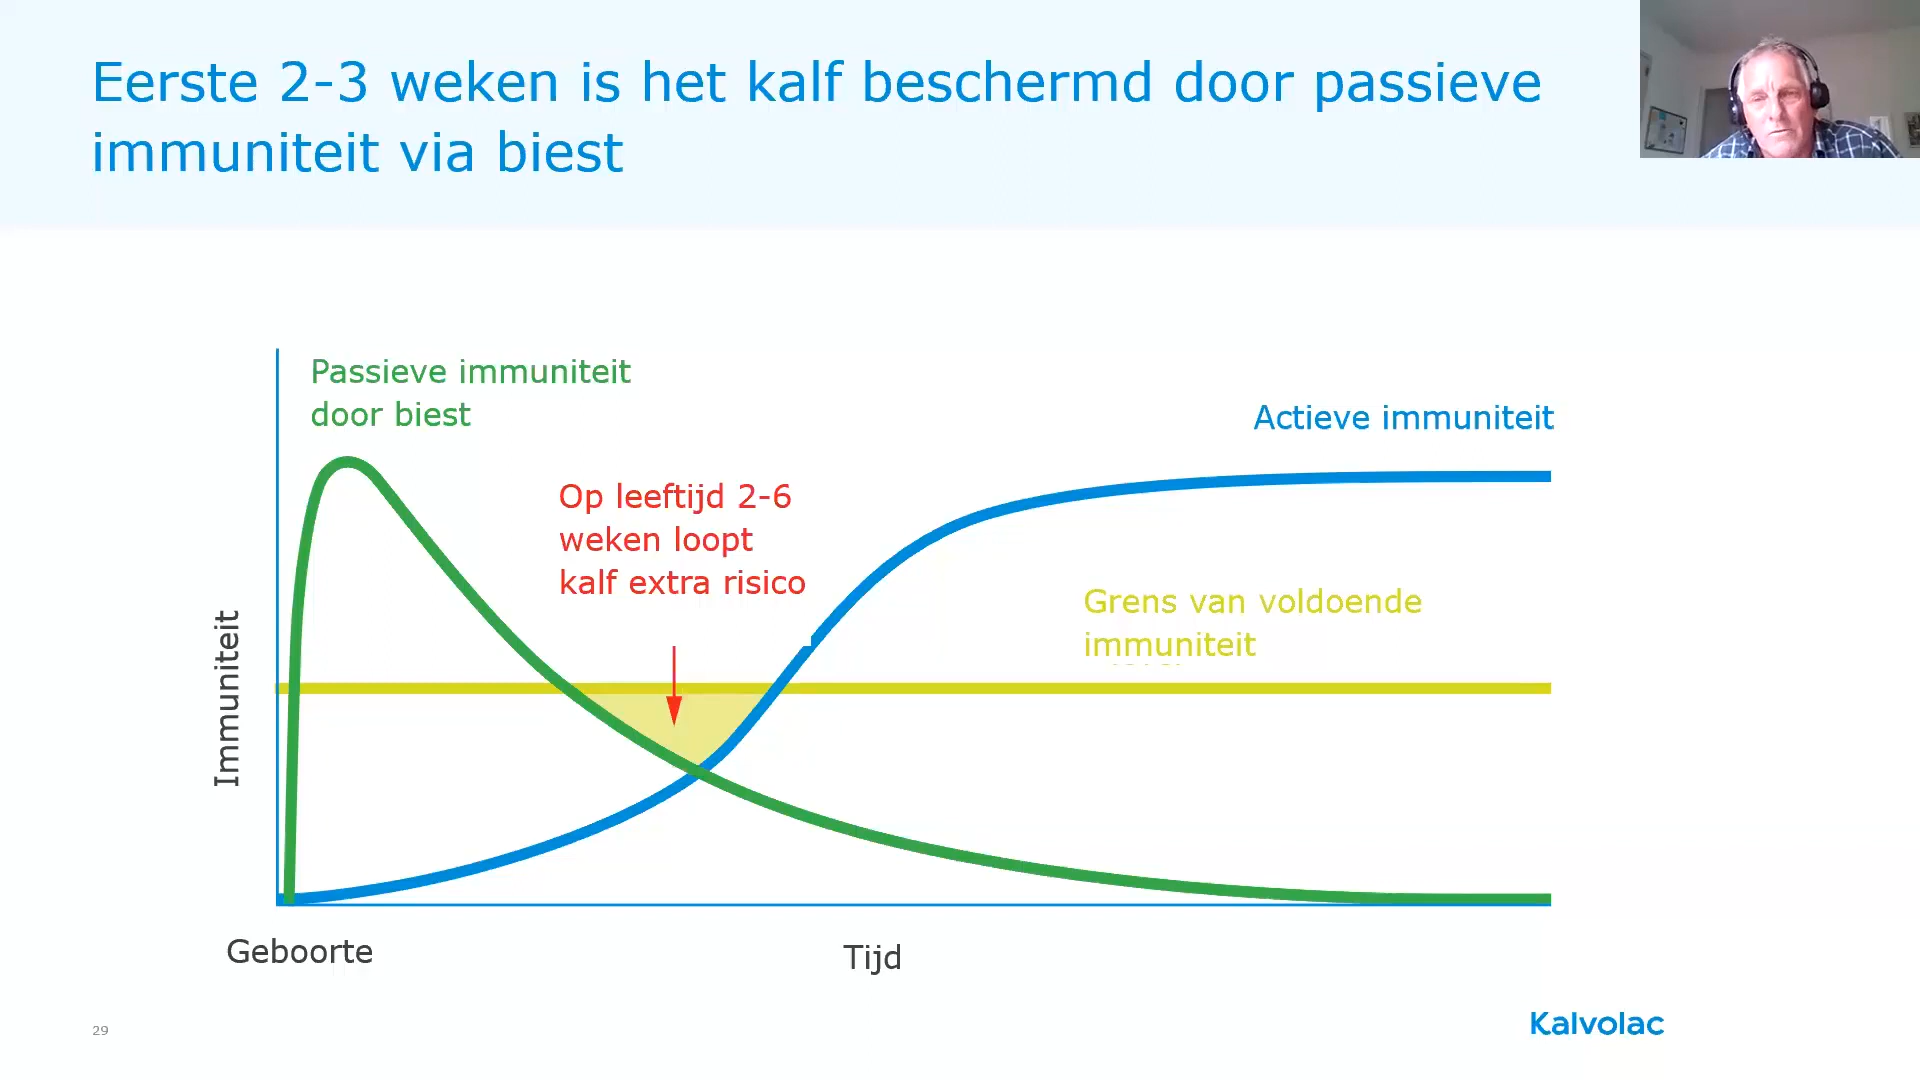 Eerste 2-3 weken is het kalf beschermd door passieve
immuniteit via biest
Passieve immuniteit
door biest
Actieve immuniteit
Op leeftijd 2-6
weken loopt
kalf extra risico
Grens van voldoende
immuniteit
Immuniteit
Geboorte
Tijd
29
Kalvolac